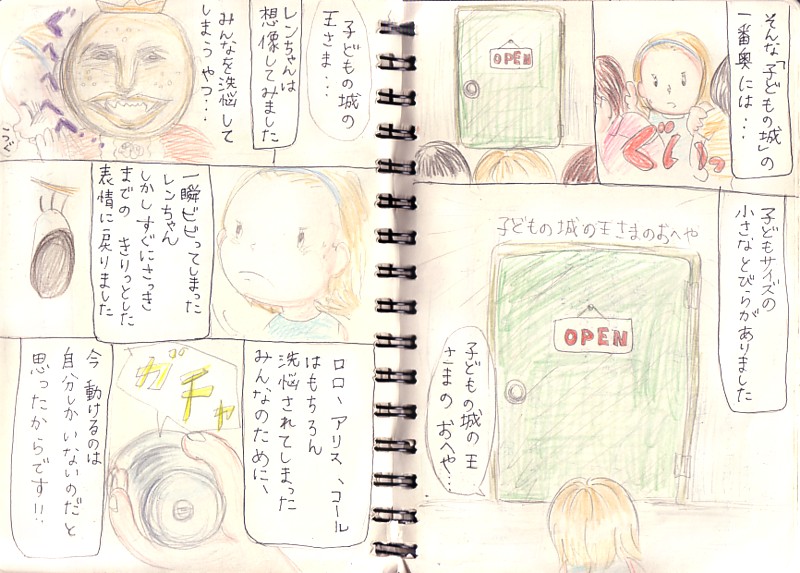 そんな「子どもの城」の
一番奥には・・・
ぐいっ
OPEN
子どもサイズの
小さなとびらがありました
子どもの城の王さまのおへや
OPEN
子どもの城の王
さまのおへや…
子どもの城の
王さま・・・
レンちゃんは
想像してみました
みんなを洗脳して
しまうやつ・・・
一瞬ビビってしまった
レンちゃん
しかしすぐにさっき
までの きりっとした
表情に戻りました
ロロ、アリス、コール
はもちろん
洗脳されてしまった
みんなのために、
ガチャ
今 動けるのは
自分しかいないのだと
思ったからです!!